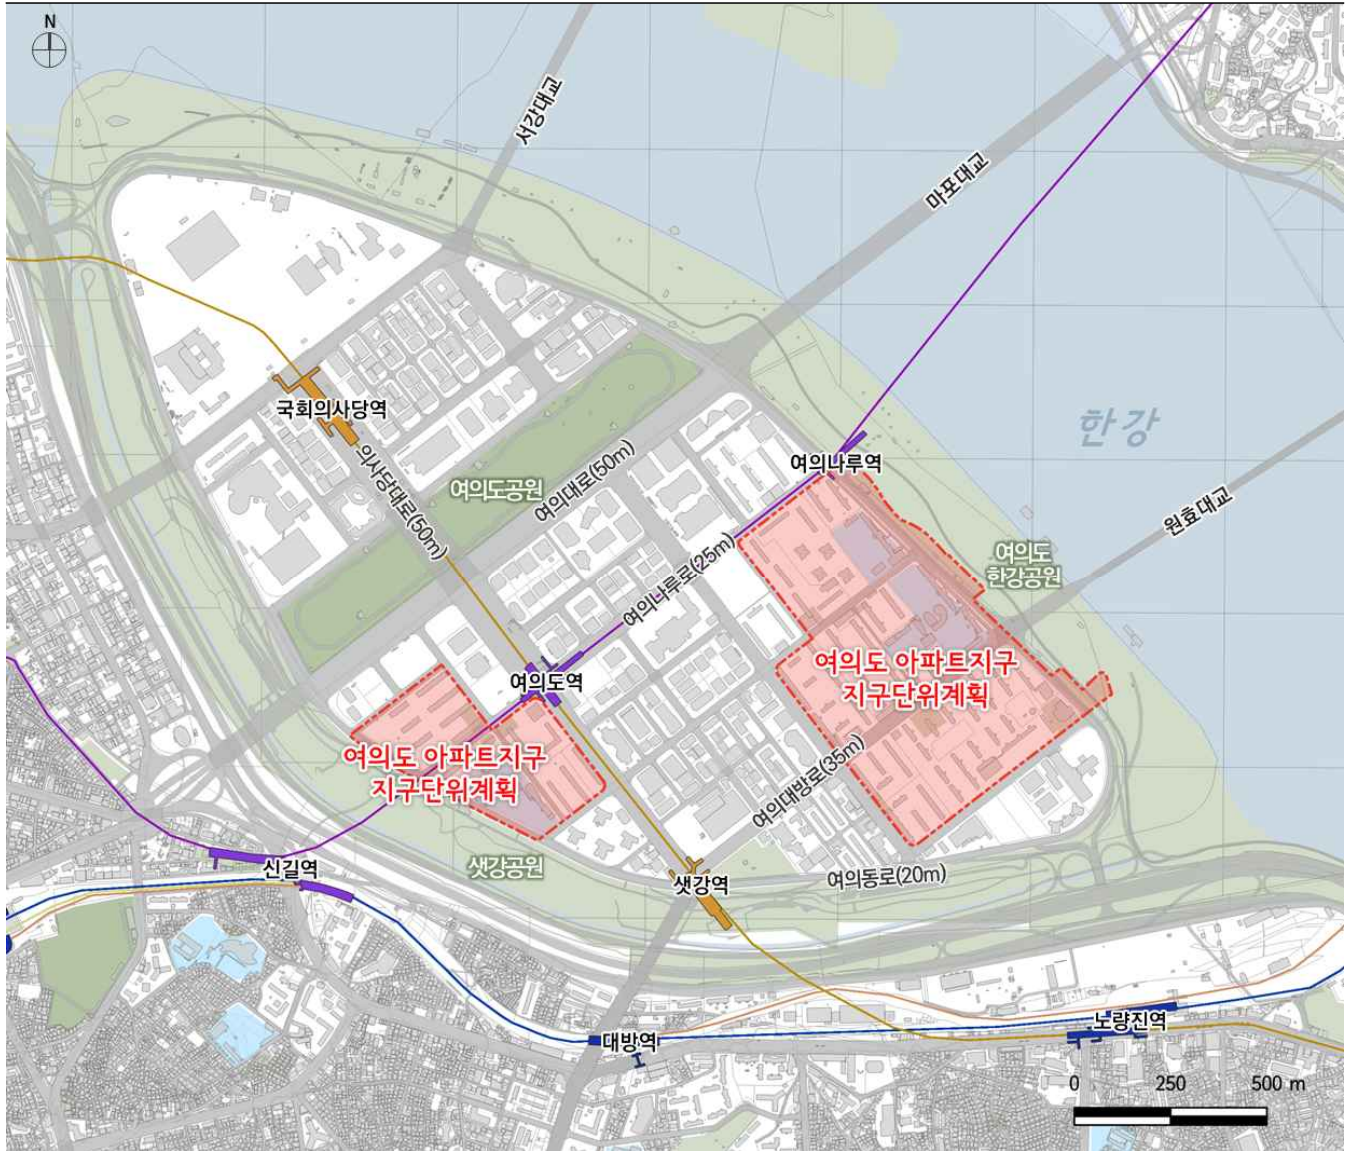 N
서강대교
마포대교
국회의사당역
의사당대로(50m)
여의도공원
여의대로(50m)
여의나루역
한강
원효대교
여의나루로(25m)
여의도
한강공원
여의도역
여의도 아파트지구
지구단위계획
여의도 아파트지구
지구단위계획
여의대방로(35m)
신길역
샛강공원
샛강역
여의동로(20m)
대방역
노량진역
0 250 500 m